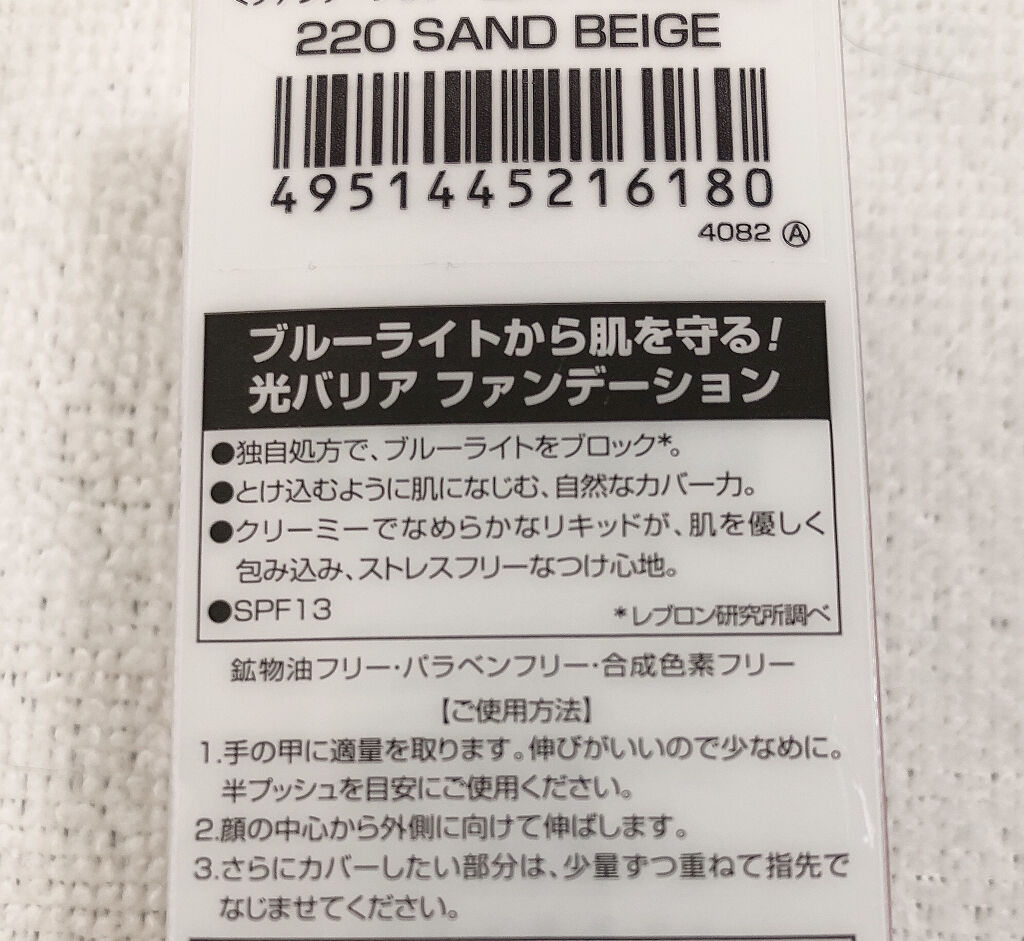 220 SAND BEIGE
4951445216180
4082 Ⓐ
ブルーライトから肌を守る!
光バリア ファンデーション
●独自処方で、ブルーライトをブロック*。
●とけ込むように肌になじむ、自然なカバー力。
●クリーミーでなめらかなリキッドが、肌を優しく
包み込み、ストレスフリーなつけ心地。
●SPF13 *レブロン研究所調べ
鉱物油フリー・パラベンフリー・合成色素フリー
【ご使用方法】
1.手の甲に適量を取ります。伸びがいいので少なめに。
半プッシュを目安にご使用ください。
2.顔の中心から外側に向けて伸ばします。
3.さらにカバーしたい部分は、少量ずつ重ねて指先で
なじませてください。